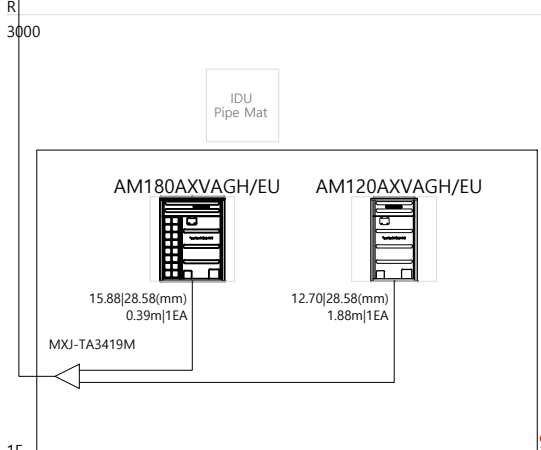 R
3000
IDU
Pipe Mat
AM180AXVAGH/EU
AM120AXVAGH/EU
15.88|28.58(mm)
0.39m|1EA
12.70|28.58(mm)
1.88m|1EA
MXJ-TA3419M